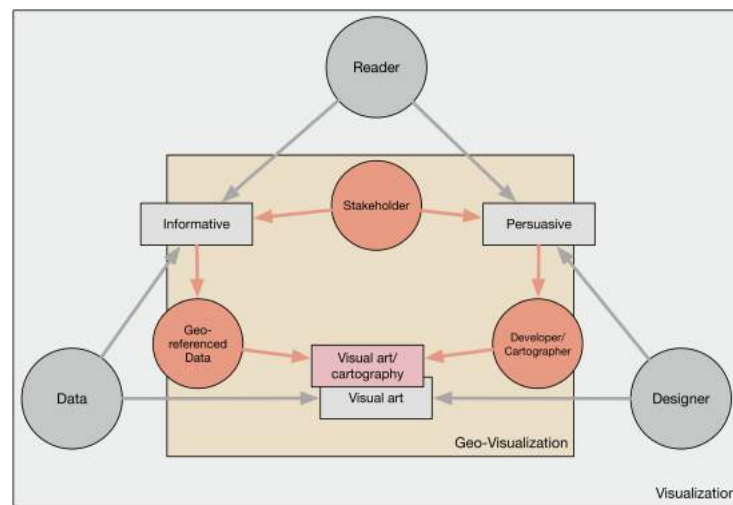 Reader
Stakeholder
Informative
Persuasive
Geo-
referenced
Data
Developer/
Cartographer
Visual art/
cartography
Data
Visual art
Designer
Geo-Visualization
Visualization